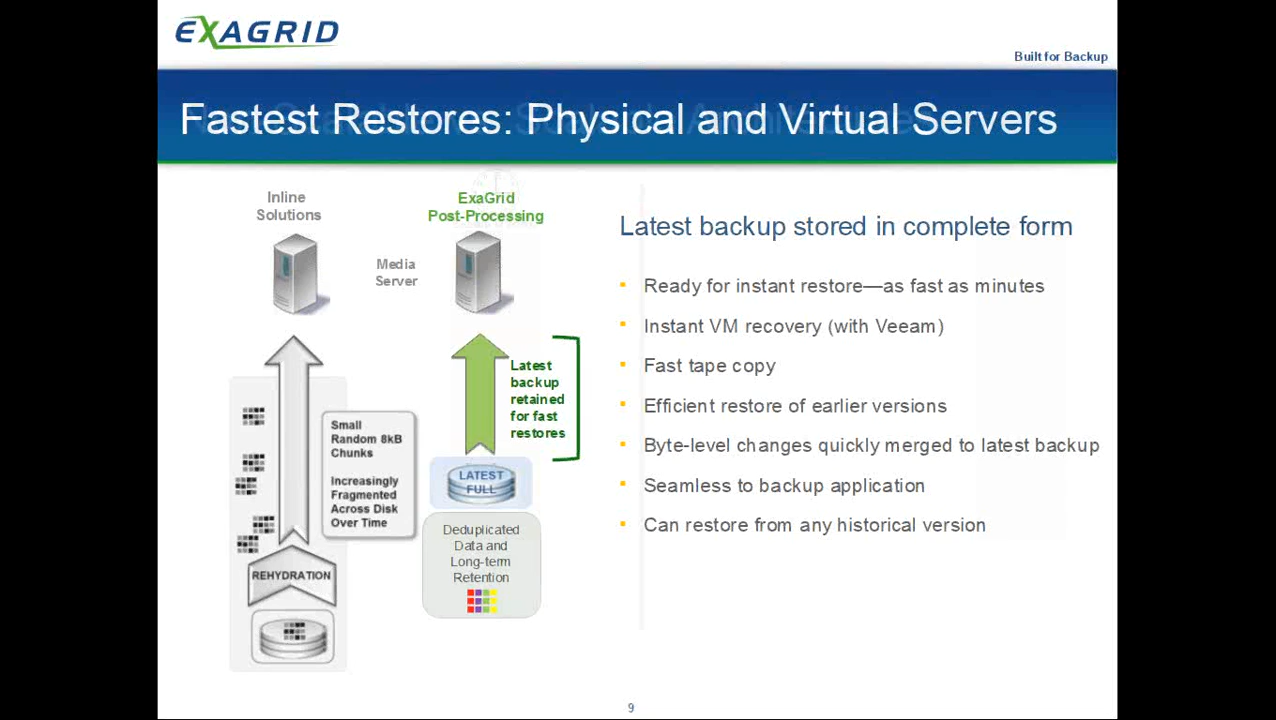 EXAGRID
Built for Backup
Fastest Restores: Physical and Virtual Servers
Inline
Solutions
ExaGrid
Post-Processing
Media
Server
Latest
backup
retained
for fast
restores
Small
Random 8kB
Chunks
Increasingly
Fragmented
Across Disk
Over Time
LATEST
FULL
Deduplicated
Data and
Long-term
Retention
REHYDRATION
Latest backup stored in complete form
Ready for instant restore—as fast as minutes
Instant VM recovery (with Veeam)
Fast tape copy
Efficient restore of earlier versions
Byte-level changes quickly merged to latest backup
Seamless to backup application
Can restore from any historical version
9